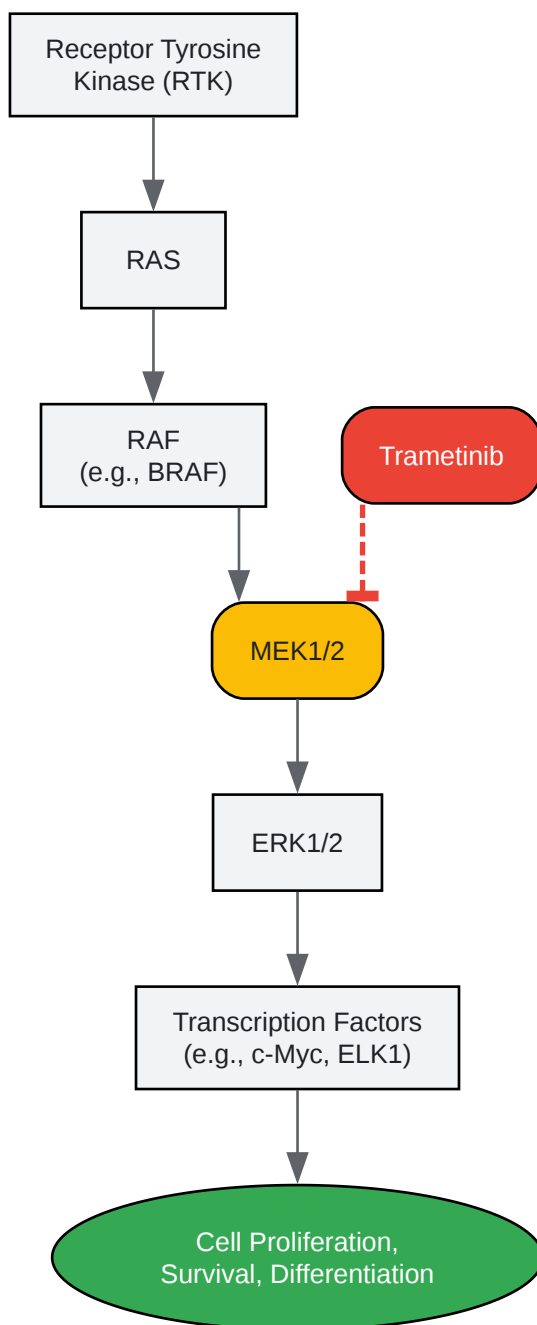 Receptor Tyrosine
Kinase (RTK)
RAS
RAF
(e.g., BRAF)
Trametinib
MEK1/2
ERK1/2
Transcription Factors
(e.g., c-Myc, ELK1)
Cell Proliferation,
Survival, Differentiation